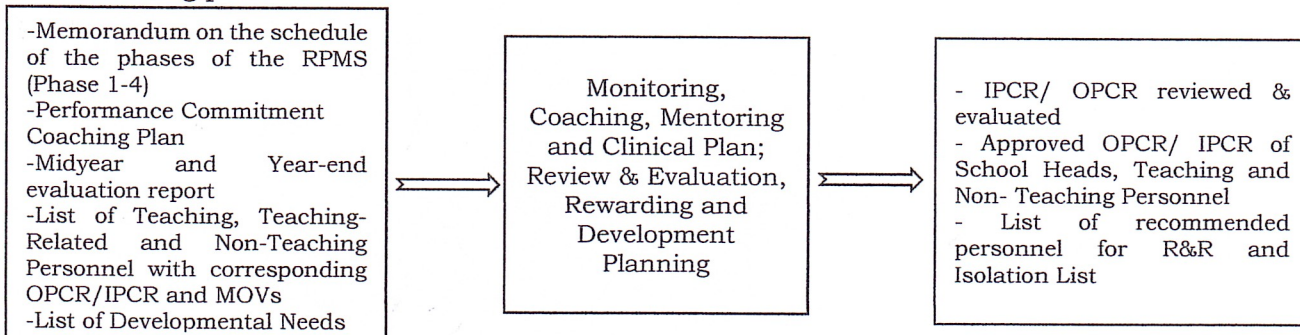 -Memorandum on the schedule
of the phases of the RPMS
(Phase 1-4)
-Performance Commitment
Coaching Plan
-Midyear and Year-end
evaluation report
-List of Teaching, Teaching-
Related and Non-Teaching
Personnel with corresponding
OPCR/IPCR and MOVs
-List of Developmental Needs
Monitoring,
Coaching, Mentoring
and Clinical Plan;
Review & Evaluation,
Rewarding and
Development
Planning
- IPCR/ OPCR reviewed &
evaluated
- Approved OPCR/ IPCR of
School Heads, Teaching and
Non- Teaching Personnel
- List of recommended
personnel for R&R and
Isolation List